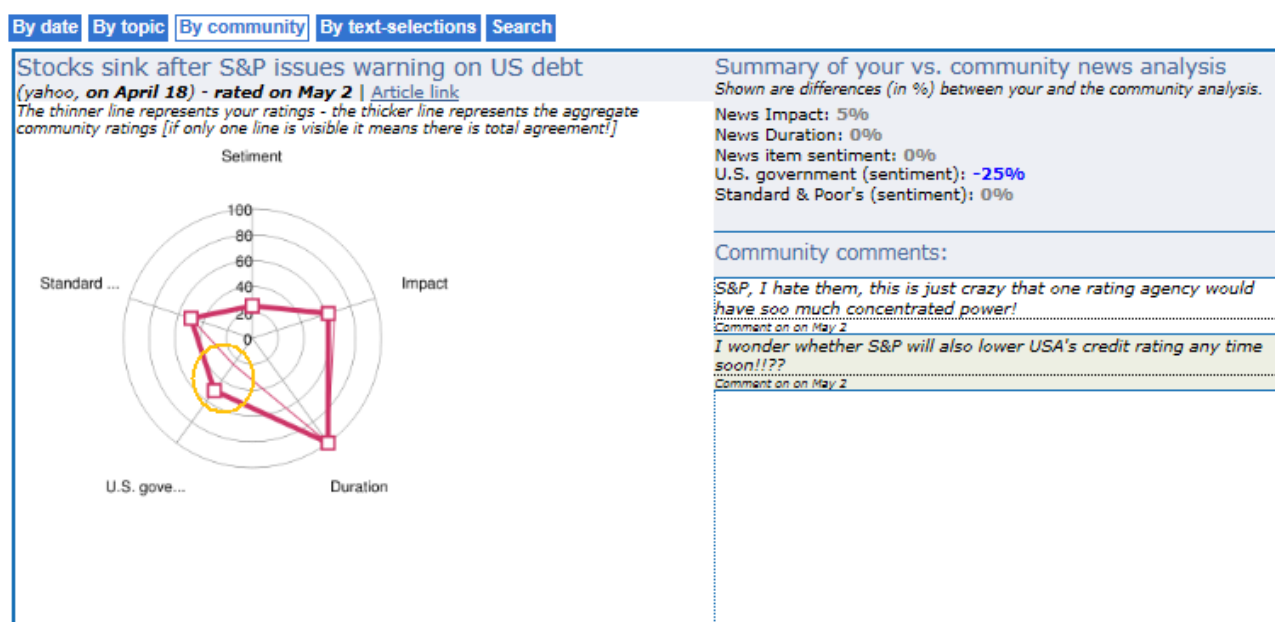 By date By topic By community By text-selections Search
Stocks sink after S&P issues warning on US debt
(yahoo, on April 18) - rated on May 2 | Article link
The thinner line represents your ratings - the thicker line represents the aggregate
community ratings [if only one line is visible it means there is total agreement!]
Setiment
100
80
60
40
20
0
Standard ...
Impact
U.S. gove...
Duration
Summary of your vs. community news analysis
Shown are differences (in %) between your and the community analysis.
News Impact: 5%
News Duration: 0%
News item sentiment: 0%
U.S. government (sentiment): -25%
Standard & Poor's (sentiment): 0%
Community comments:
S&P, I hate them, this is just crazy that one rating agency would
have soo much concentrated power!
Comment on on May 2
I wonder whether S&P will also lower USA's credit rating any time
soon!!??
Comment on on May 2